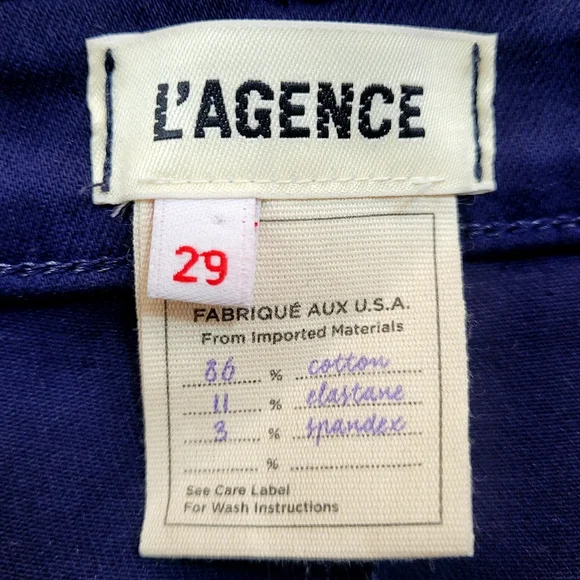 L'AGENCE
29
FABRIQUÉ AUX U.S.A.
From Imported Materials
86 % cotton
11 % elastane
3 % spandex
%
See Care Label
For Wash Instructions